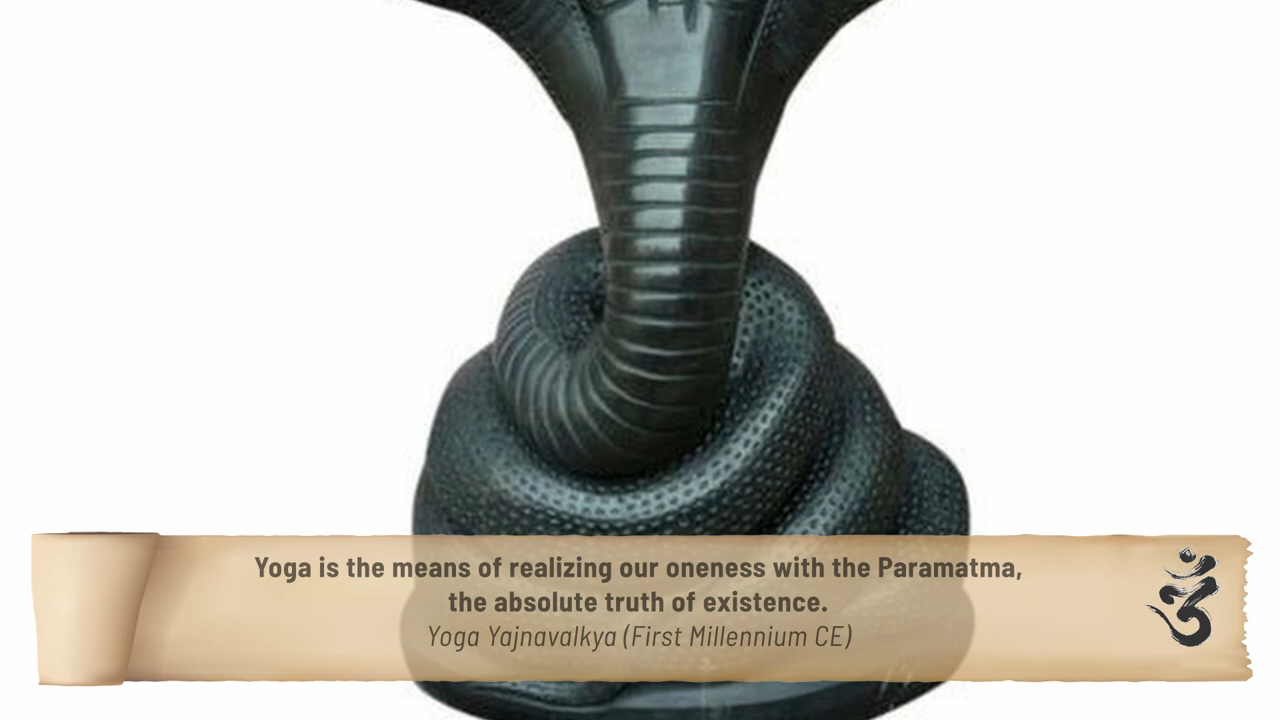 Yoga is the means of realizing our oneness with the Paramatma,
the absolute truth of existence.
Yoga Yajnavalkya (First Millennium CE)
ॐ